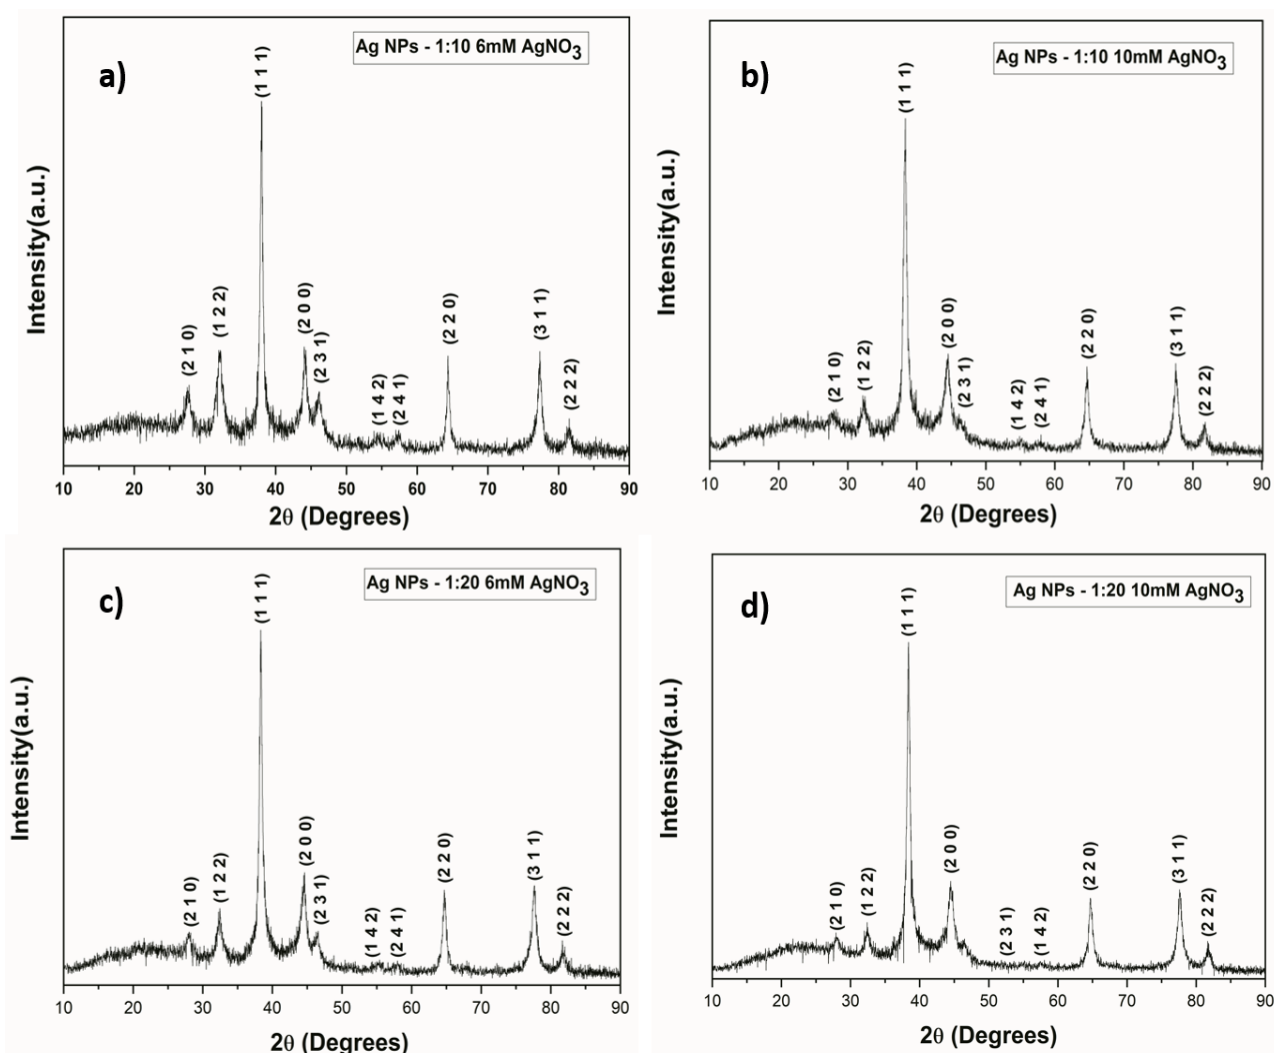 a)
Ag NPs - 1:10 6mM AgNO3
Intensity(a.u.)
(2 1 0)
(1 2 2)
(1 1 1)
(2 0 0)
(2 3 1)
(1 4 2)
(2 4 1)
(2 2 0)
(3 1 1)
(2 2 2)
10 20 30 40 50 60 70 80 90
2θ (Degrees)
b)
Ag NPs - 1:10 10mM AgNO3
Intensity(a.u.)
(2 1 0)
(1 2 2)
(1 1 1)
(2 0 0)
(2 3 1)
(1 4 2)
(2 4 1)
(2 2 0)
(3 1 1)
(2 2 2)
10 20 30 40 50 60 70 80 90
2θ (Degrees)
c)
Ag NPs - 1:20 6mM AgNO3
Intensity(a.u.)
(2 1 0)
(1 2 2)
(1 1 1)
(2 0 0)
(2 3 1)
(1 4 2)
(2 4 1)
(2 2 0)
(3 1 1)
(2 2 2)
10 20 30 40 50 60 70 80 90
2θ (Degrees)
d)
Ag NPs - 1:20 10mM AgNO3
Intensity(a.u.)
(2 1 0)
(1 2 2)
(1 1 1)
(2 0 0)
(2 3 1)
(1 4 2)
(2 2 0)
(3 1 1)
(2 2 2)
10 20 30 40 50 60 70 80 90
2θ (Degrees)